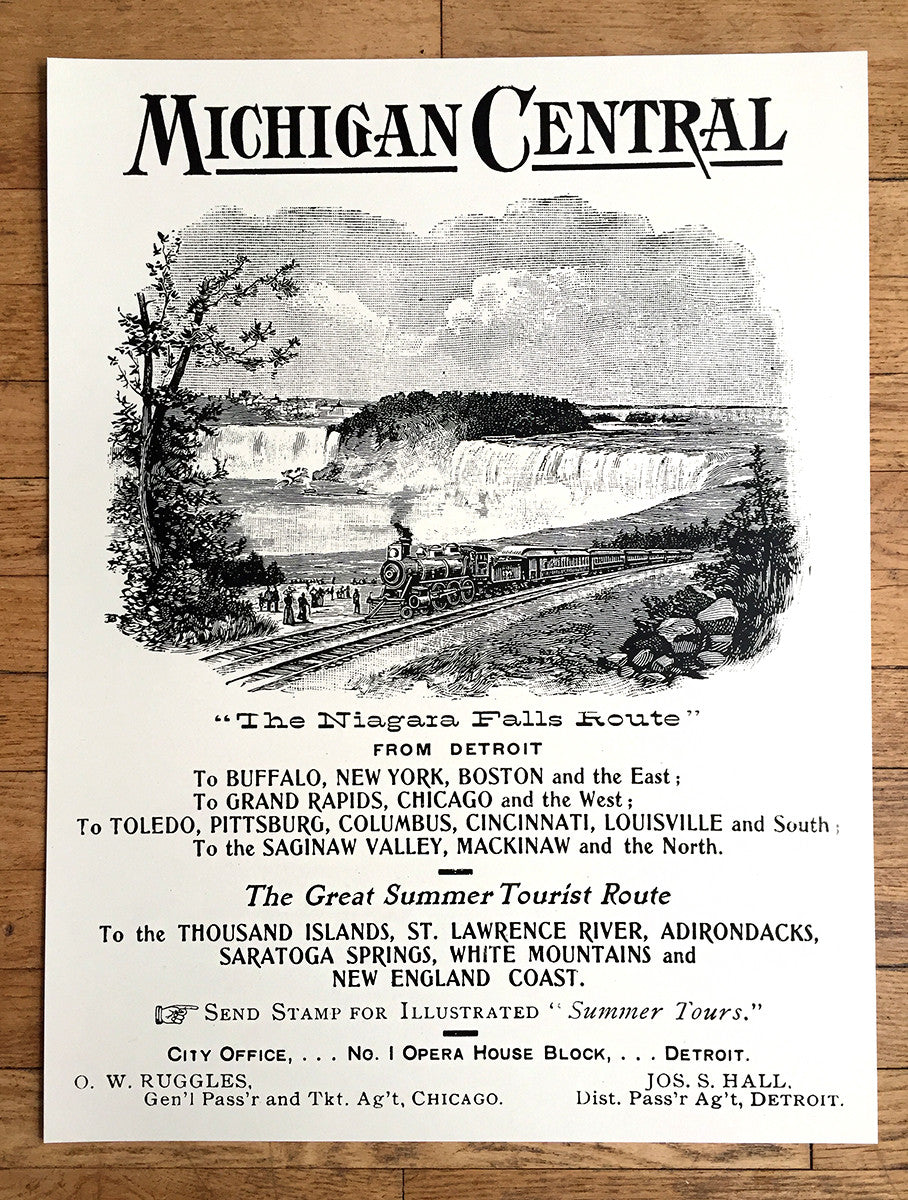 MICHIGAN CENTRAL
"The Niagara Falls Route"
FROM DETROIT
To BUFFALO, NEW YORK, BOSTON and the East;
To GRAND RAPIDS, CHICAGO and the West;
To TOLEDO, PITTSBURG, COLUMBUS, CINCINNATI, LOUISVILLE and South;
To the SAGINAW VALLEY, MACKINAW and the North.
The Great Summer Tourist Route
To the THOUSAND ISLANDS, ST. LAWRENCE RIVER, ADIRONDACKS,
SARATOGA SPRINGS, WHITE MOUNTAINS and
NEW ENGLAND COAST.
SEND STAMP FOR ILLUSTRATED "Summer Tours."
CITY OFFICE, . . . NO. 1 OPERA HOUSE BLOCK, . . . DETROIT.
O. W. RUGGLES, JOS. S. HALL,
Gen'l Pass'r and Tkt. Ag't, CHICAGO. Dist. Pass'r Ag't, DETROIT.